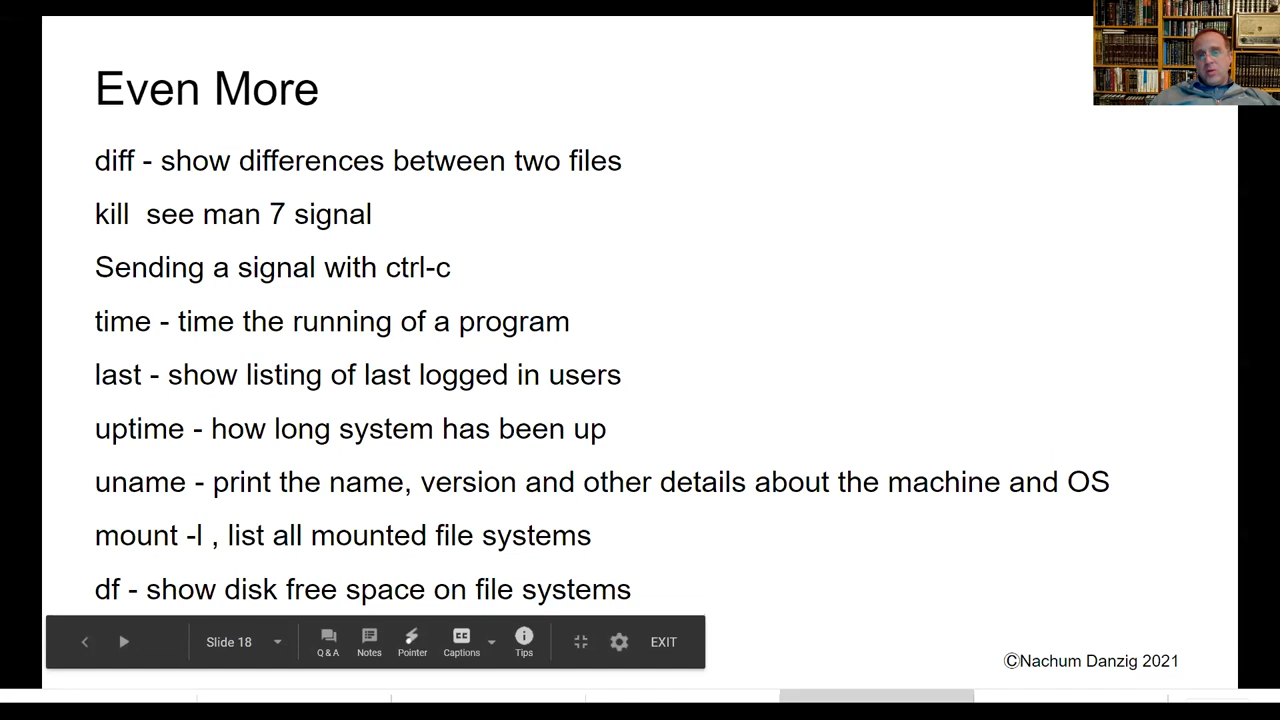 Even More
diff - show differences between two files
kill  see man 7 signal
Sending a signal with ctrl-c
time - time the running of a program
last - show listing of last logged in users
uptime - how long system has been up
uname - print the name, version and other details about the machine and OS
mount -l , list all mounted file systems
df - show disk free space on file systems
Slide 18
Q & A
Notes
Pointer
CC
Captions
Tips
EXIT
ⒸNachum Danzig 2021